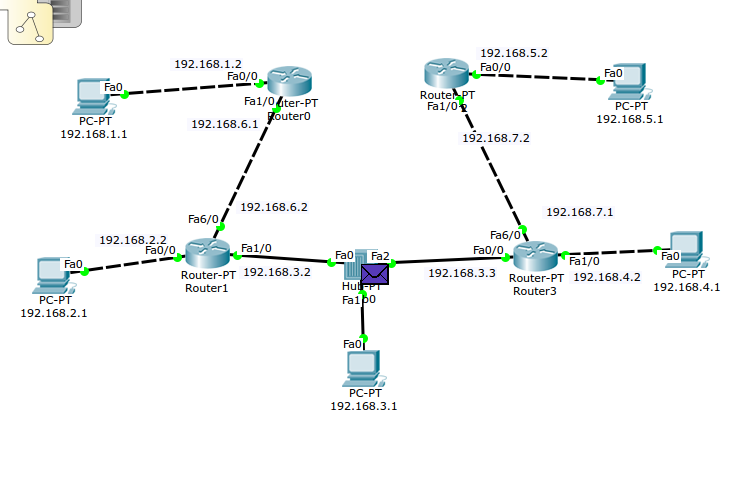 192.168.1.2
Fa0/0
Fa0
PC-PT
192.168.1.1
Fa1/0
Router-PT
Router0
192.168.6.1
192.168.5.2
Fa0/0
Fa0
Router-PT
Fa1/0
PC-PT
192.168.5.1
192.168.7.2
192.168.6.2
Fa6/0
192.168.7.1
Fa6/0
192.168.2.2
Fa0/0
Fa1/0
Fa0
PC-PT
192.168.2.1
Router-PT
Router1
192.168.3.2
Fa0
Fa2
Hub-PT
Fa1
192.168.3.3
Fa0/0
Fa1/0
Router-PT
Router3
192.168.4.2
Fa0
PC-PT
192.168.4.1
Fa0
PC-PT
192.168.3.1